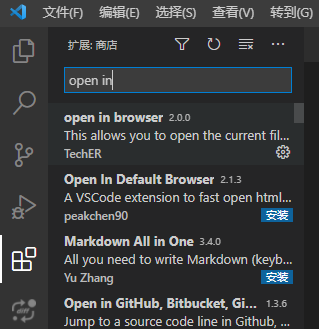 文件(F) 编辑(E) 选择(S) 查看(V) 转到(G)
扩展: 商店
open in
open in browser 2.0.0
This allows you to open the current fil...
TechER
Open In Default Browser 2.1.3
A VSCode extension to fast open html...
peakchen90 安装
Markdown All in One 3.4.0
All you need to write Markdown (keyb...
Yu Zhang 安装
Open in GitHub, Bitbucket, Gi... 1.3.6
Jump to a source code line in Github, ...